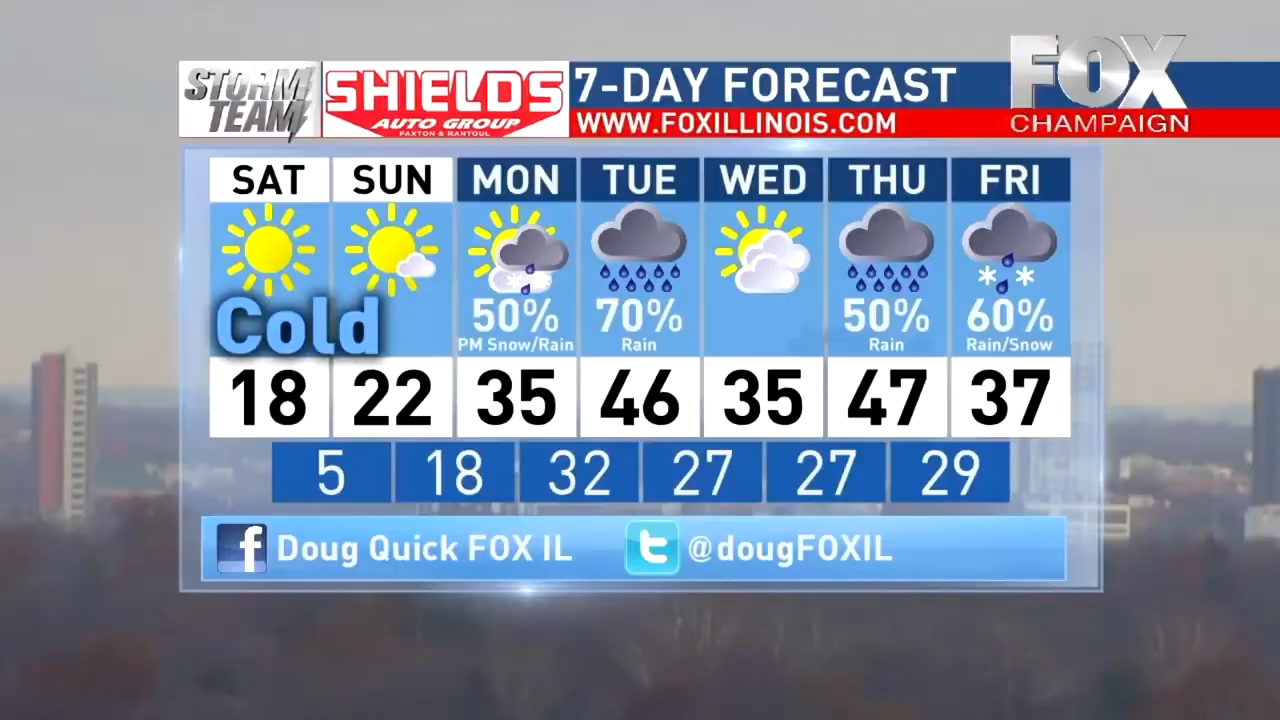 STORM TEAM
SHIELDS
AUTO GROUP
PAXTON & RANTOUL
7-DAY FORECAST
WWW.FOXILLINOIS.COM
FOX
CHAMPAIGN
SAT SUN MON TUE WED THU FRI
Cold
50% 70% 50% 60%
PM Snow/Rain Rain Rain Rain/Snow
18 22 35 46 35 47 37
5 18 32 27 27 29
f Doug Quick FOX IL t @dougFOXIL